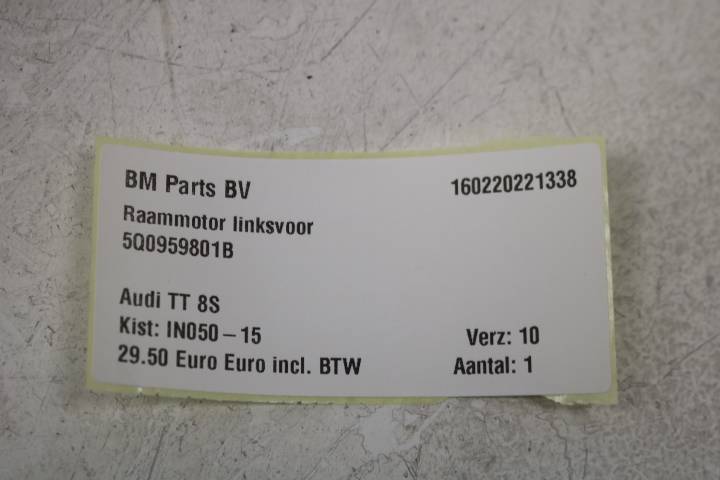 BM Parts BV 160220221338
Raammotor linksvoor
5Q0959801B
Audi TT 8S
Kist: IN050-15 Verz: 10
29.50 Euro Euro incl. BTW Aantal: 1